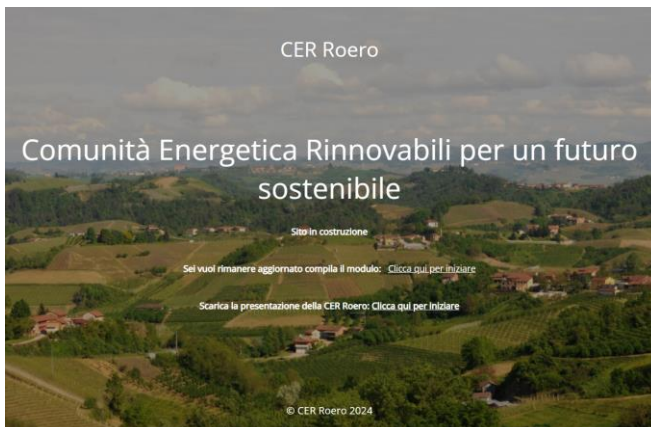 CER Roero
Comunità Energetica Rinnovabili per un futuro
sostenibile
Sito in costruzione
Sei vuol rimanere aggiornato compila il modulo: Clicca qui per iniziare
Scarica la presentazione della CER Roero: Clicca qui per iniziare
© CER Roero 2024